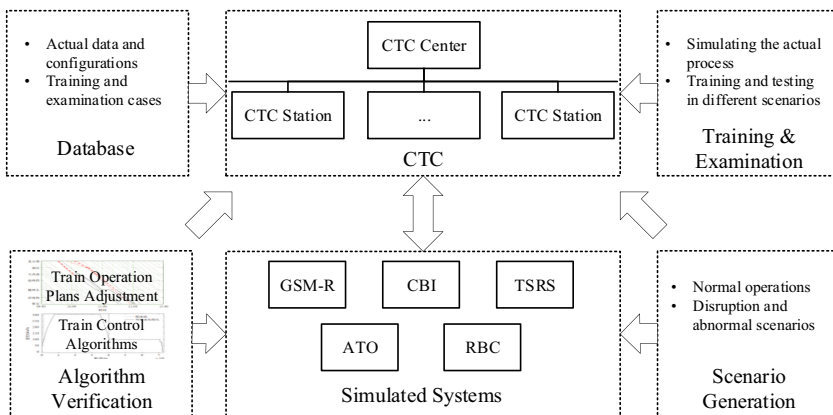 • Actual data and
configurations
• Training and
examination cases
Database
CTC Center
CTC Station
...
CTC Station
CTC
• Simulating the actual
process
• Training and testing
in different scenarios
Training &
Examination
Train Operation
Plans Adjustment
Train Control
Algorithms
Algorithm
Verification
GSM-R
CBI
TSRS
ATO
RBC
Simulated Systems
• Normal operations
• Disruption and
abnormal scenarios
Scenario
Generation